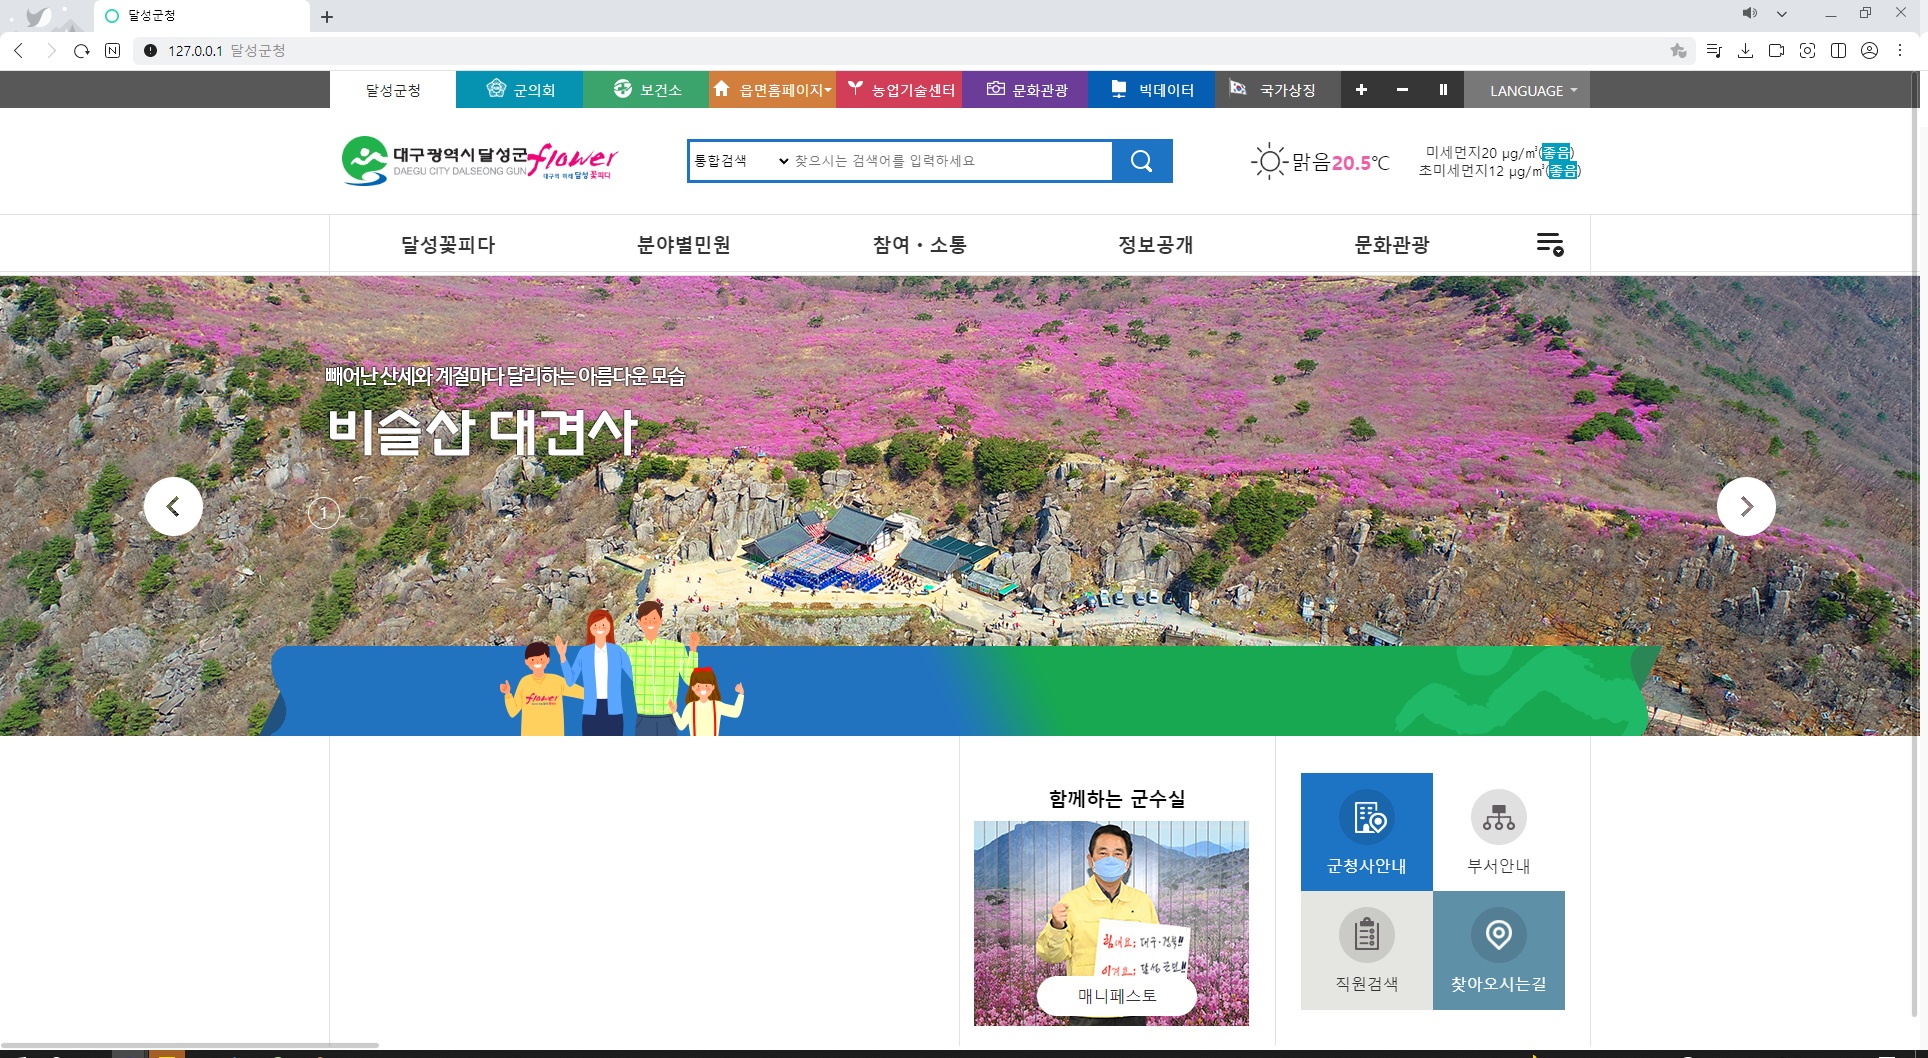 달성군청
127.0.0.1 달성군청
달성군청
군의회
보건소
읍면홈페이지
농업기술센터
문화관광
빅데이터
국가상징
LANGUAGE
대구광역시 달성군
DAEGU CITY DALSEONG GUN
flower
대구의 미래 달성 꽃피다
통합검색
찾으시는 검색어를 입력하세요
맑음20.5℃
미세먼지20 µg/㎥(좋음)
초미세먼지12 µg/㎥(좋음)
달성꽃피다
분야별민원
참여・소통
정보공개
문화관광
빼어난 산세와 계절마다 달리하는 아름다운 모습
비슬산 대견사
1
2
flower
함께하는 군수실
힘내요; 대구·경북!!
이겨요; 달성군민!!
매니페스토
군청사안내
부서안내
직원검색
찾아오시는길